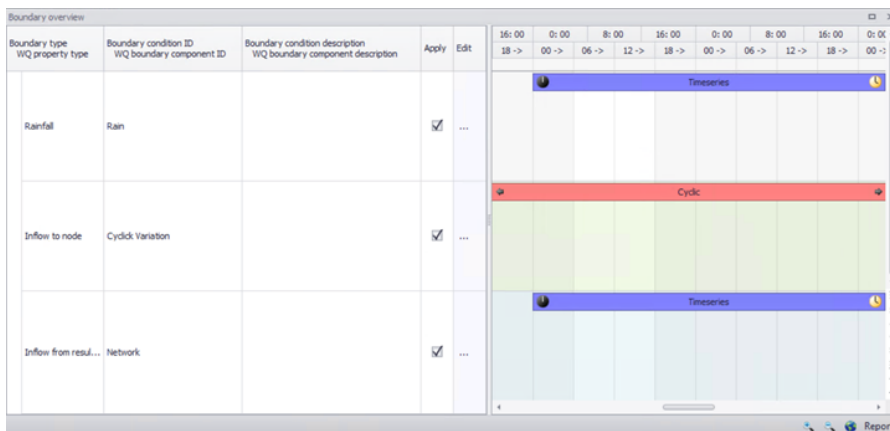 Boundary overview
Boundary type
WQ property type
Boundary condition ID
WQ boundary component ID
Boundary condition description
WQ boundary component description
Apply
Edit
16: 00 0: 00 8: 00 16: 00 0: 00 8: 00 16: 00
18 -> 00 -> 06 -> 12 -> 18 -> 00 -> 06 -> 12 -> 18 -> 00 -
Timeseries
Rainfall Rain ...
Cyclic
Inflow to node Cyclick Variation ...
Timeseries
Inflow from resul... Network ...
Repor